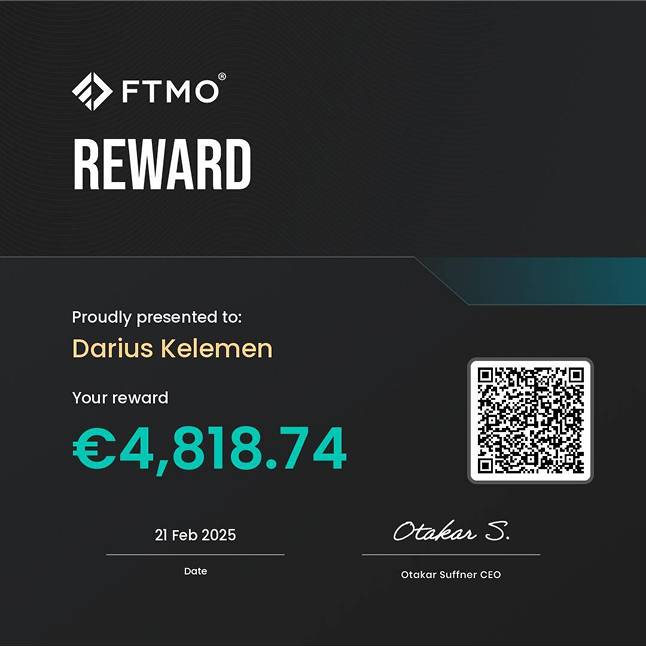 FTMO®
REWARD
Proudly presented to:
Darius Kelemen
Your reward
€4,818.74
21 Feb 2025
Date
Otakar S.
Otakar Suffner CEO